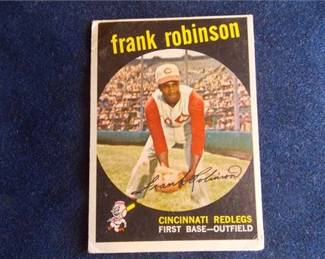 frank robinson
C
Frank Robinson
CINCINNATI REDLEGS
FIRST BASE—OUTFIELD